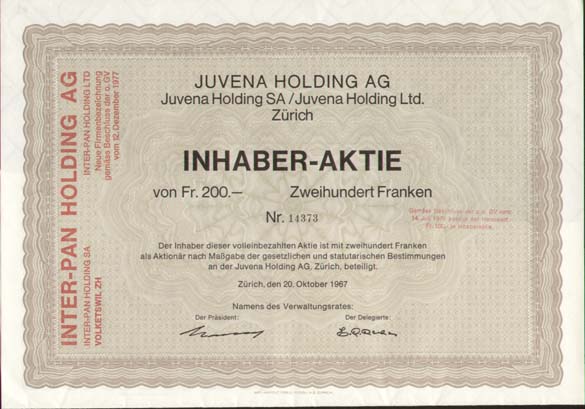 JUVENA HOLDING AG
Juvena Holding SA/Juvena Holding Ltd.
Zürich
INHABER-AKTIE
von Fr. 200.— Zweihundert Franken
Nr. 14373
Der Inhaber dieser volleinbezahlten Aktie ist mit zweihundert Franken
als Aktionär nach Maßgabe der gesetzlichen und statutarischen Bestimmungen
an der Juvena Holding AG, Zürich, beteiligt.
Zürich, den 20. Oktober 1967
Namens des Verwaltungsrates:
Der Präsident: Der Delegierte:
INTER-PAN HOLDING AG
INTER-PAN HOLDING SA INTER-PAN HOLDING LTD
VOLKETSWIL ZH
Neue Firmenbezeichnung
gemäss Beschluss der o. GV
vom 12. Dezember 1977